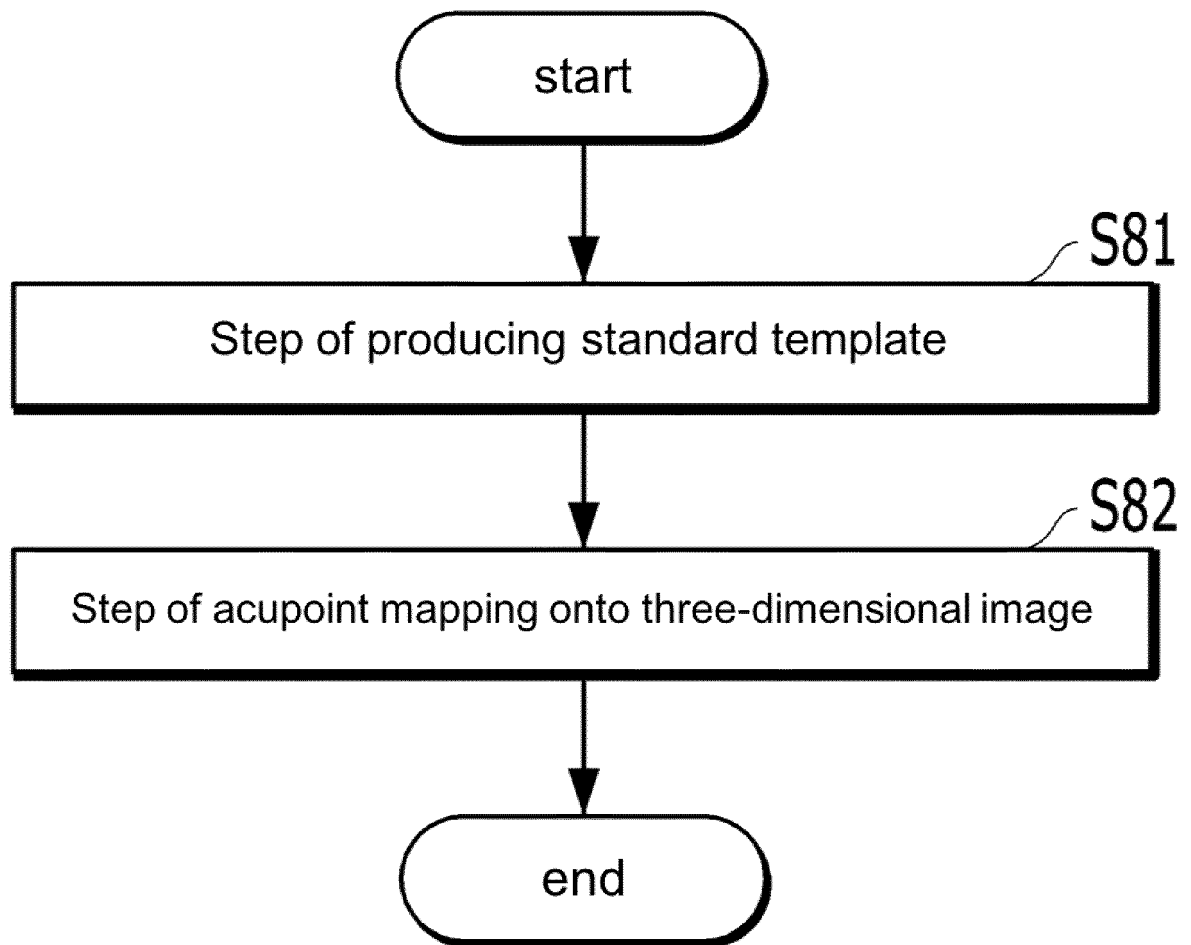 start
S81
Step of producing standard template
S82
Step of acupoint mapping onto three-dimensional image
end